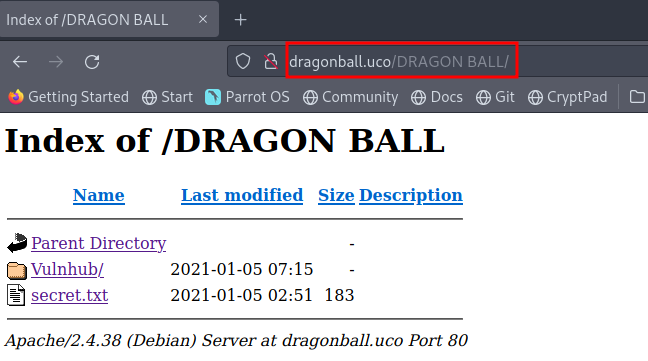 Index of /DRAGON BALL
dragonball.uco/DRAGON BALL/
Getting Started Start Parrot OS Community Docs Git CryptPad
Index of /DRAGON BALL
Name Last modified Size Description
Parent Directory -
Vulnhub/ 2021-01-05 07:15 -
secret.txt 2021-01-05 02:51 183
Apache/2.4.38 (Debian) Server at dragonball.uco Port 80